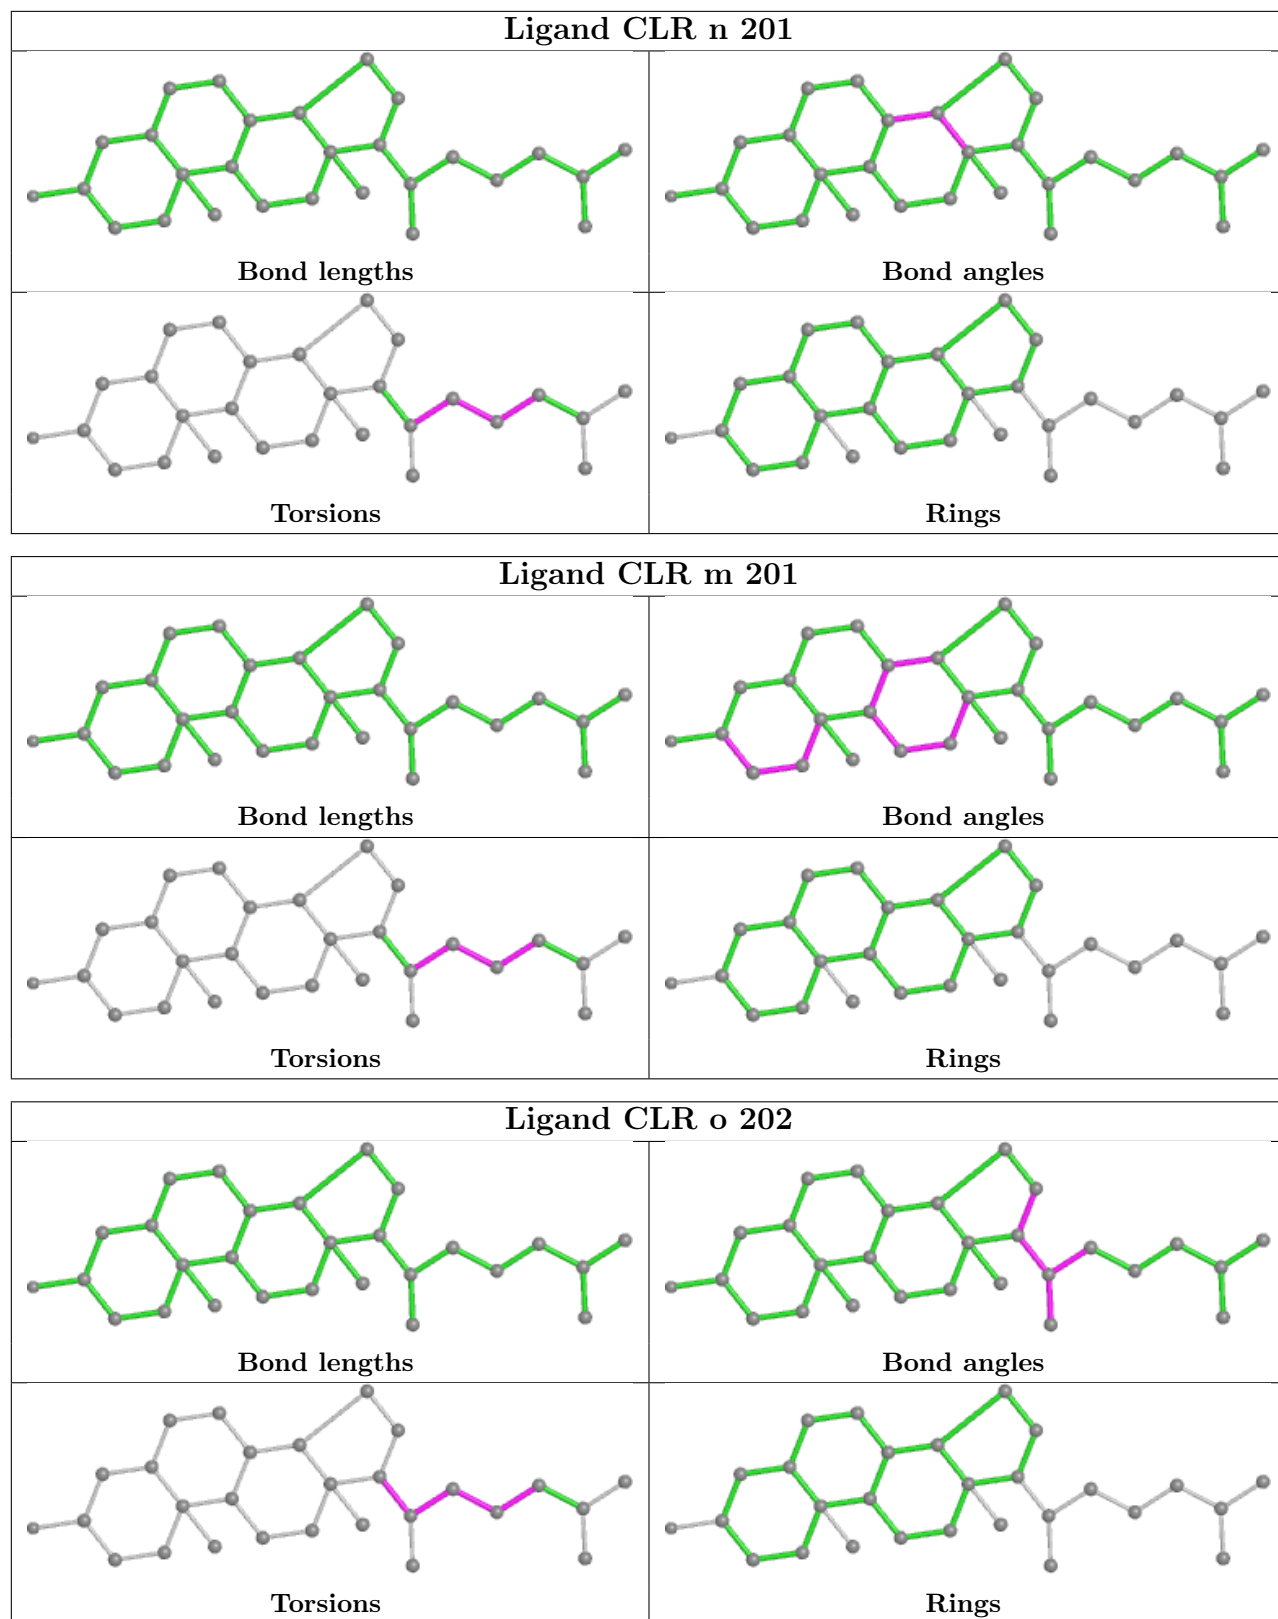 Ligand CLR n 201
Bond lengths
Bond angles
Torsions
Rings
Ligand CLR m 201
Bond lengths
Bond angles
Torsions
Rings
Ligand CLR o 202
Bond lengths
Bond angles
Torsions
Rings